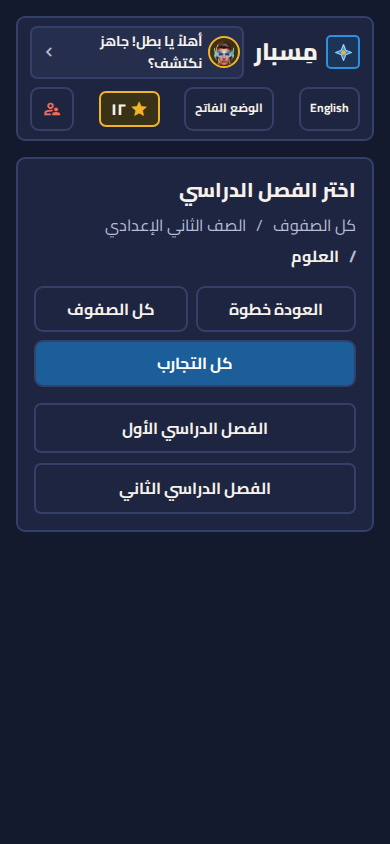 مِسبار
أهلاً يا بطل! جاهز
نكتشف؟
English
الوضع الفاتح
١٢
اختر الفصل الدراسي
كل الصفوف / الصف الثاني الإعدادي
/ العلوم
العودة خطوة
كل الصفوف
كل التجارب
الفصل الدراسي الأول
الفصل الدراسي الثاني